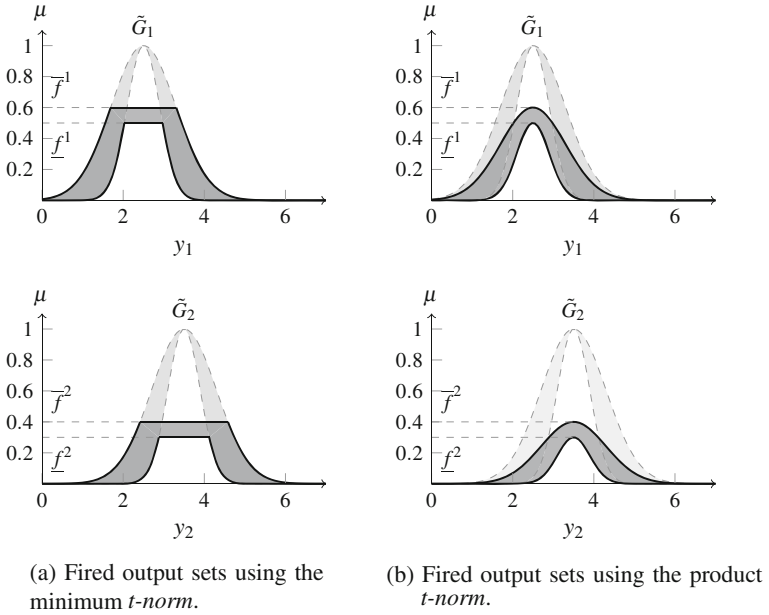 μ μ
G̃₁ G̃₁
1 1
0.8 0.8
f̅¹ f̅¹
0.6 0.6
0.4 0.4
f̲¹ f̲¹
0.2 0.2
0 2 4 6 0 2 4 6
y₁ y₁
μ μ
G̃₂ G̃₂
1 1
0.8 0.8
0.6 0.6
f̅² f̅²
0.4 0.4
0.2 f̲² 0.2 f̲²
0 2 4 6 0 2 4 6
y₂ y₂
(a) Fired output sets using the
minimum t-norm.
(b) Fired output sets using the product
t-norm.